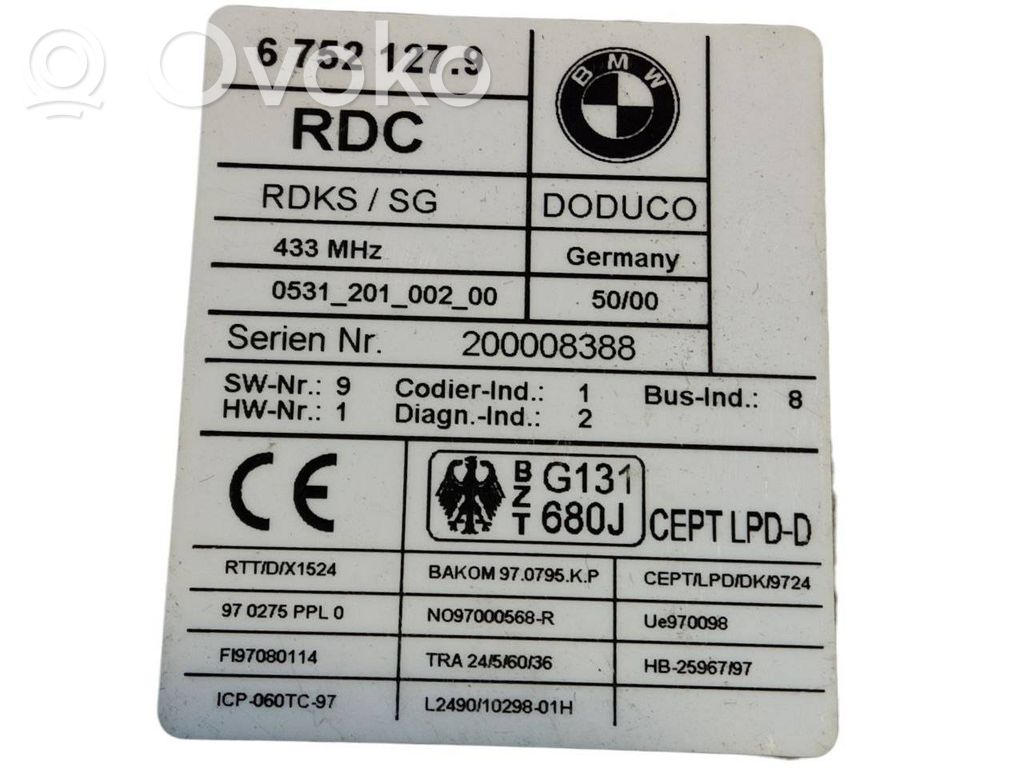 6 752 127.9
BMW
Ovoko
RDC
RDKS / SG
DODUCO
433 MHz
Germany
0531_201_002_00
50/00
Serien Nr. 200008388
SW-Nr.: 9 Codier-Ind.: 1 Bus-Ind.: 8
HW-Nr.: 1 Diagn.-Ind.: 2
CE
BZT
G131
680J
CEPT LPD-D
RTT/D/X1524
BAKOM 97.0795.K.P
CEPT/LPD/DK/9724
97 0275 PPL 0
NO97000568-R
Ue970098
FI97080114
TRA 24/5/60/36
HB-25967/97
ICP-060TC-97
L2490/10298-01H